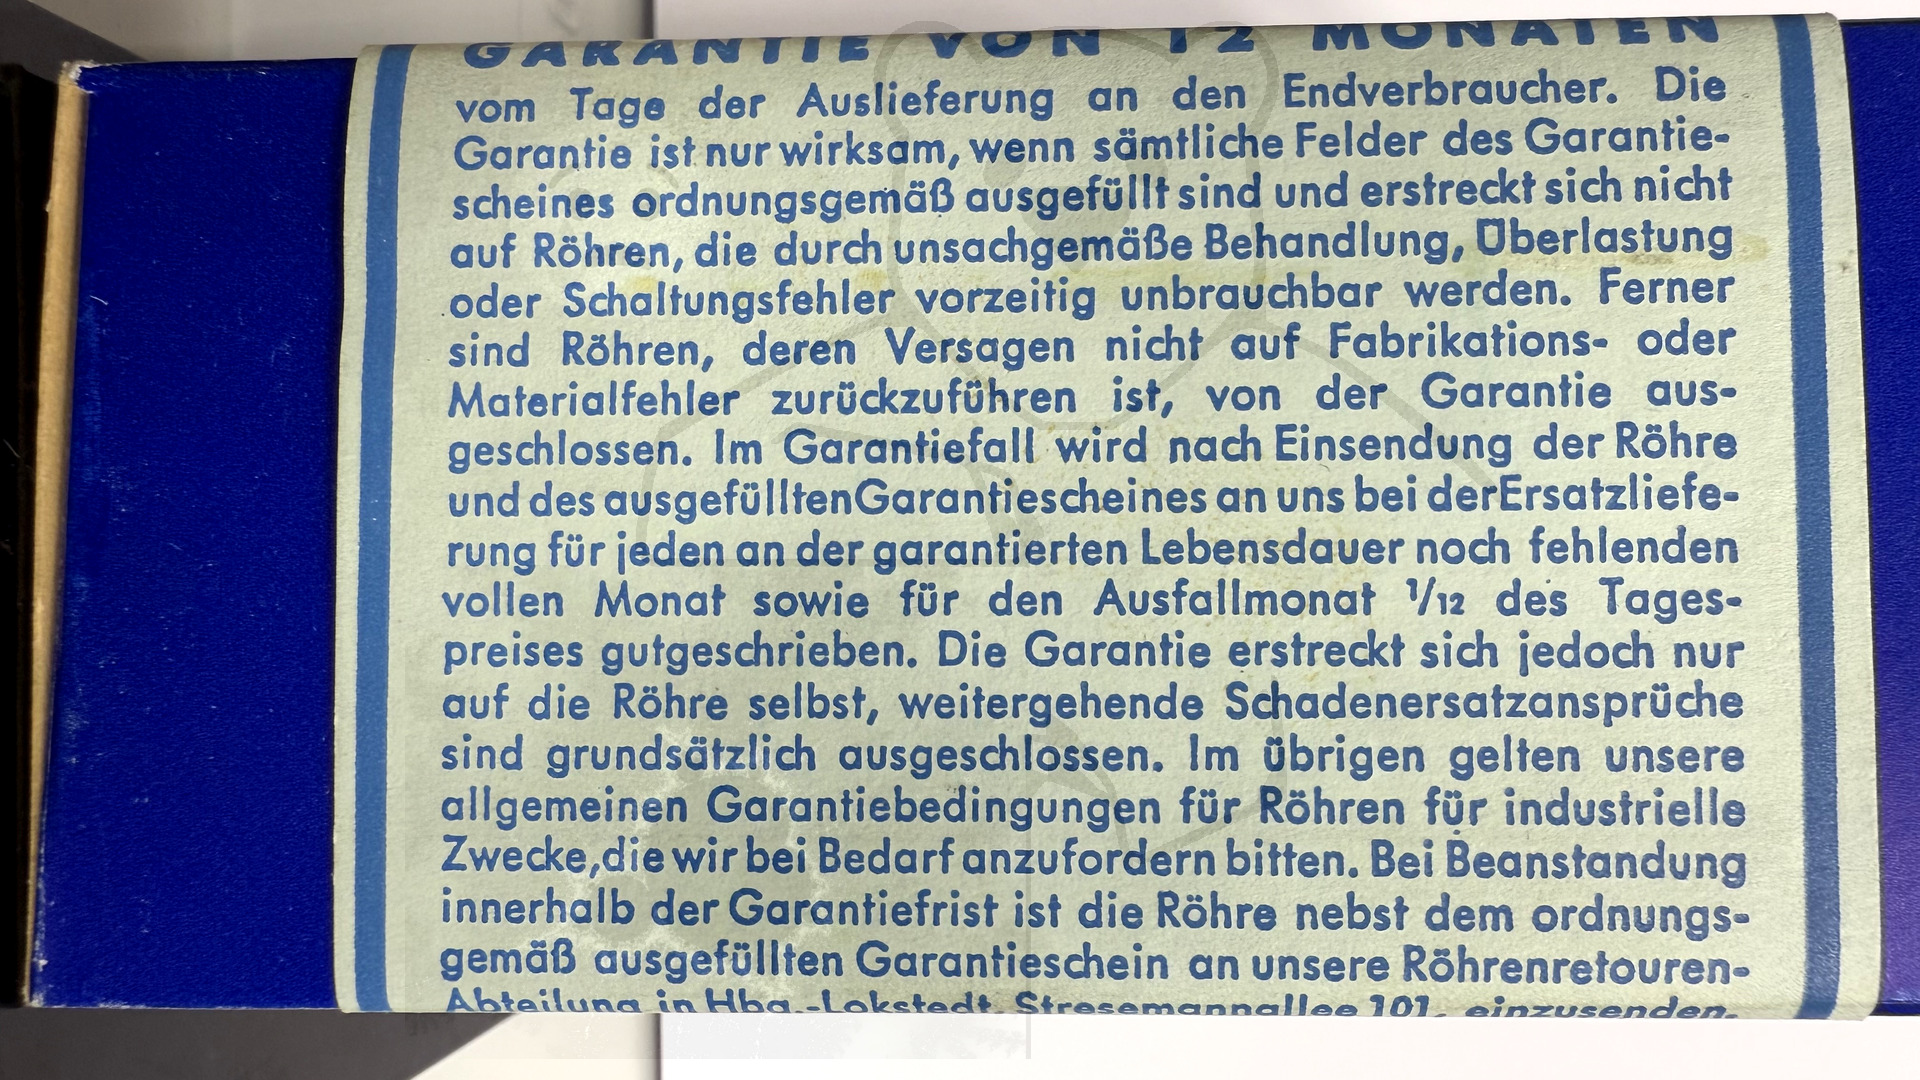 GARANTIE VON 12 MONATEN
vom Tage der Auslieferung an den Endverbraucher. Die
Garantie ist nur wirksam, wenn sämtliche Felder des Garantie-
scheines ordnungsgemäß ausgefüllt sind und erstreckt sich nicht
auf Röhren, die durch unsachgemäße Behandlung, Überlastung
oder Schaltungsfehler vorzeitig unbrauchbar werden. Ferner
sind Röhren, deren Versagen nicht auf Fabrikations- oder
Materialfehler zurückzuführen ist, von der Garantie aus-
geschlossen. Im Garantiefall wird nach Einsendung der Röhre
und des ausgefüllten Garantiescheines an uns bei der Ersatzliefe-
rung für jeden an der garantierten Lebensdauer noch fehlenden
vollen Monat sowie für den Ausfallmonat 1/12 des Tages-
preises gutgeschrieben. Die Garantie erstreckt sich jedoch nur
auf die Röhre selbst, weitergehende Schadenersatzansprüche
sind grundsätzlich ausgeschlossen. Im übrigen gelten unsere
allgemeinen Garantiebedingungen für Röhren für industrielle
Zwecke, die wir bei Bedarf anzufordern bitten. Bei Beanstandung
innerhalb der Garantiefrist ist die Röhre nebst dem ordnungs-
gemäß ausgefüllten Garantieschein an unsere Röhrenretouren-
Abteilung in Hbg.-Lokstedt, Stresemannallee 101, einzusenden.